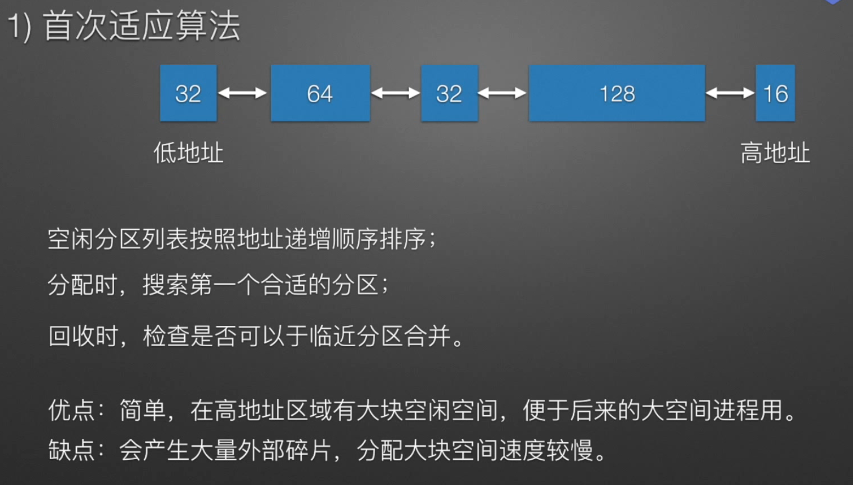 1) 首次适应算法
32 64 32 128 16
低地址 高地址
空闲分区列表按照地址递增顺序排序；
分配时，搜索第一个合适的分区；
回收时，检查是否可以于临近分区合并。
优点：简单，在高地址区域有大块空闲空间，便于后来的大空间进程用。
缺点：会产生大量外部碎片，分配大块空间速度较慢。